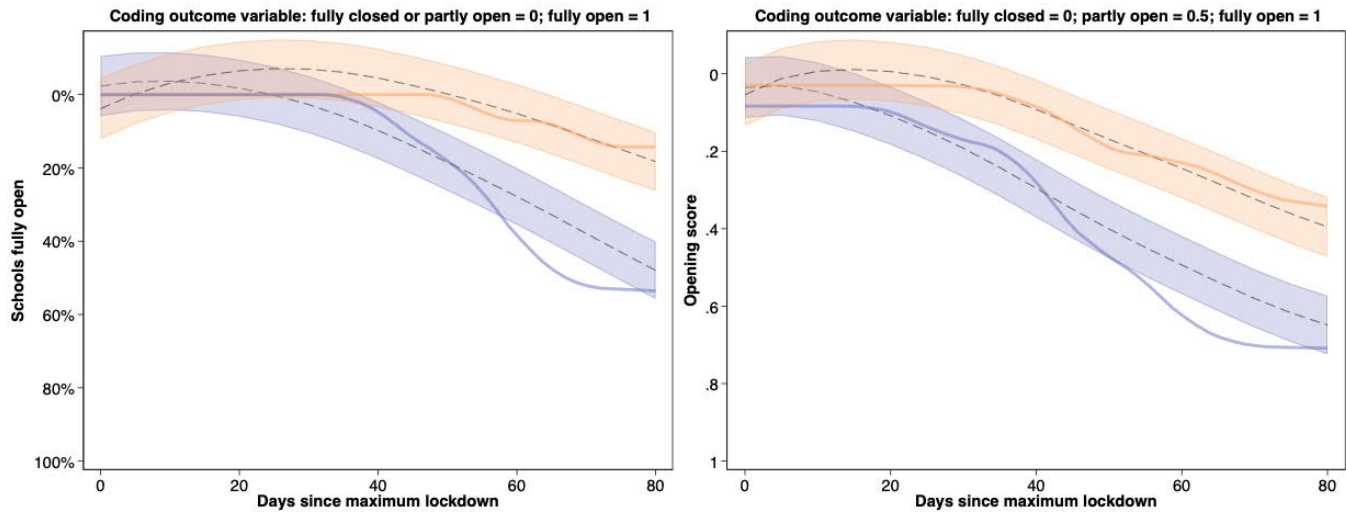 Coding outcome variable: fully closed or partly open = 0; fully open = 1
Schools fully open
0%
20%
40%
60%
80%
100%
0 20 40 60 80
Days since maximum lockdown
Coding outcome variable: fully closed = 0; partly open = 0.5; fully open = 1
Opening score
0
.2
.4
.6
.8
1
0 20 40 60 80
Days since maximum lockdown